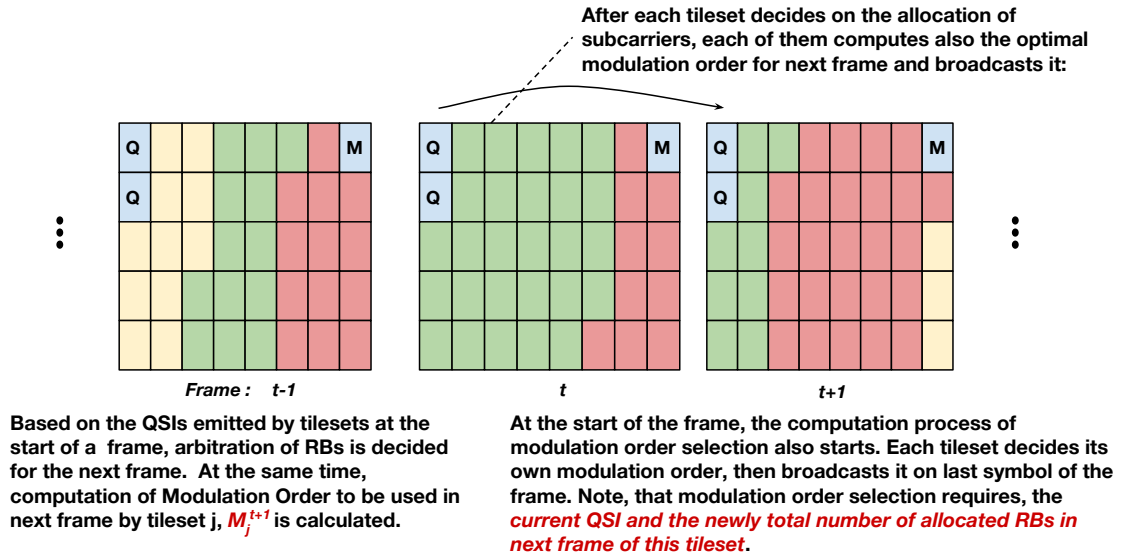 After each tileset decides on the allocation of
subcarriers, each of them computes also the optimal
modulation order for next frame and broadcasts it:
Q M Q M Q M
Q Q Q
Frame : t-1 t t+1
Based on the QSIs emitted by tilesets at the
start of a frame, arbitration of RBs is decided
for the next frame. At the same time,
computation of Modulation Order to be used in
next frame by tileset j, M_j^{t+1} is calculated.
At the start of the frame, the computation process of
modulation order selection also starts. Each tileset decides its
own modulation order, then broadcasts it on last symbol of the
frame. Note, that modulation order selection requires, the
current QSI and the newly total number of allocated RBs in
next frame of this tileset.